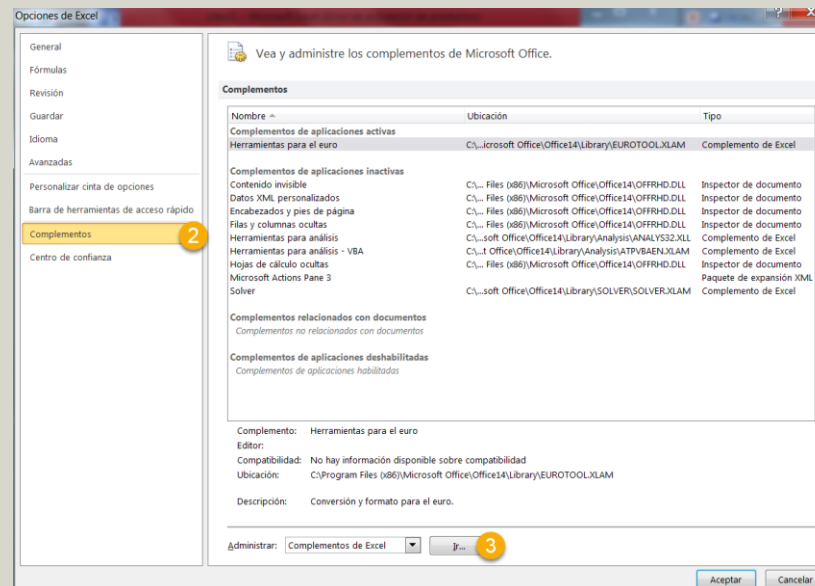 Opciones de Excel
General
Fórmulas
Revisión
Guardar
Idioma
Avanzadas
Personalizar cinta de opciones
Barra de herramientas de acceso rápido
Complementos 2
Centro de confianza
Vea y administre los complementos de Microsoft Office.
Complementos
Nombre Ubicación Tipo
Complementos de aplicaciones activas
Herramientas para el euro C:\...icrosoft Office\Office14\Library\EUROTOOL.XLAM Complemento de Excel
Complementos de aplicaciones inactivas
Contenido invisible C:\... Files (x86)\Microsoft Office\Office14\OFFRHD.DLL Inspector de documento
Datos XML personalizados C:\... Files (x86)\Microsoft Office\Office14\OFFRHD.DLL Inspector de documento
Encabezados y pies de página C:\... Files (x86)\Microsoft Office\Office14\OFFRHD.DLL Inspector de documento
Filas y columnas ocultas C:\... Files (x86)\Microsoft Office\Office14\OFFRHD.DLL Inspector de documento
Herramientas para análisis C:\...soft Office\Office14\Library\Analysis\ANALYS32.XLL Complemento de Excel
Herramientas para análisis - VBA C:\...t Office\Office14\Library\Analysis\ATPVBAEN.XLAM Complemento de Excel
Hojas de cálculo ocultas C:\... Files (x86)\Microsoft Office\Office14\OFFRHD.DLL Inspector de documento
Microsoft Actions Pane 3 Paquete de expansión XML
Solver C:\...soft Office\Office14\Library\SOLVER\SOLVER.XLAM Complemento de Excel
Complementos relacionados con documentos
Complementos no relacionados con documentos
Complementos de aplicaciones deshabilitadas
Complementos de aplicaciones habilitadas
Complemento: Herramientas para el euro
Editor:
Compatibilidad: No hay información disponible sobre compatibilidad
Ubicación: C:\Program Files (x86)\Microsoft Office\Office14\Library\EUROTOOL.XLAM
Descripción: Conversión y formato para el euro.
Administrar: Complementos de Excel Ir... 3
Aceptar Cancelar